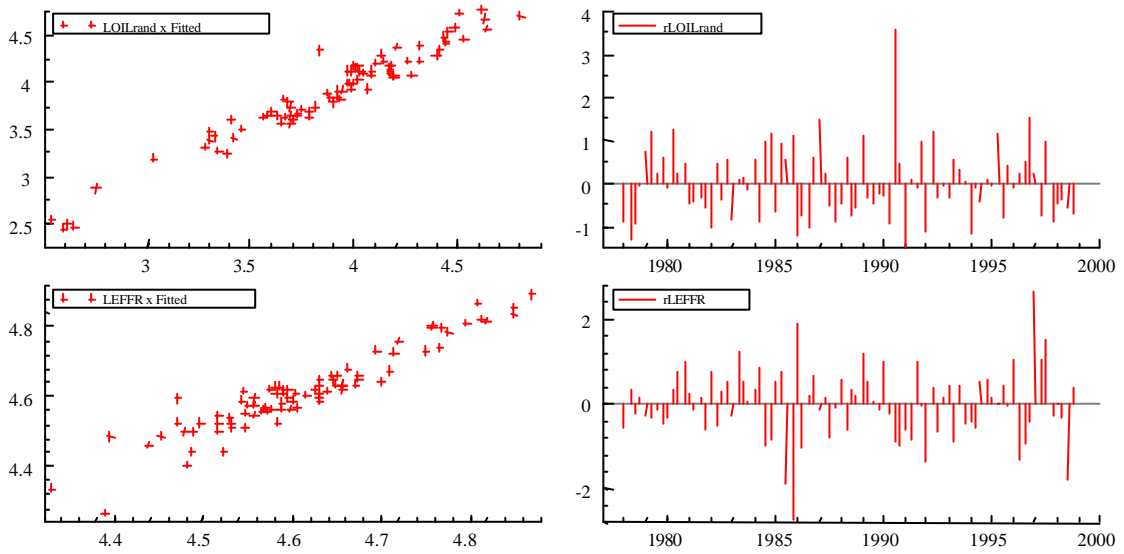 LOILrand x Fitted
4.5
4
3.5
3
2.5
3 3.5 4 4.5
rLOILrand
4
3
2
1
0
-1
1980 1985 1990 1995 2000
LEFFR x Fitted
4.8
4.6
4.4
4.4 4.5 4.6 4.7 4.8
rLEFFR
2
0
-2
1980 1985 1990 1995 2000